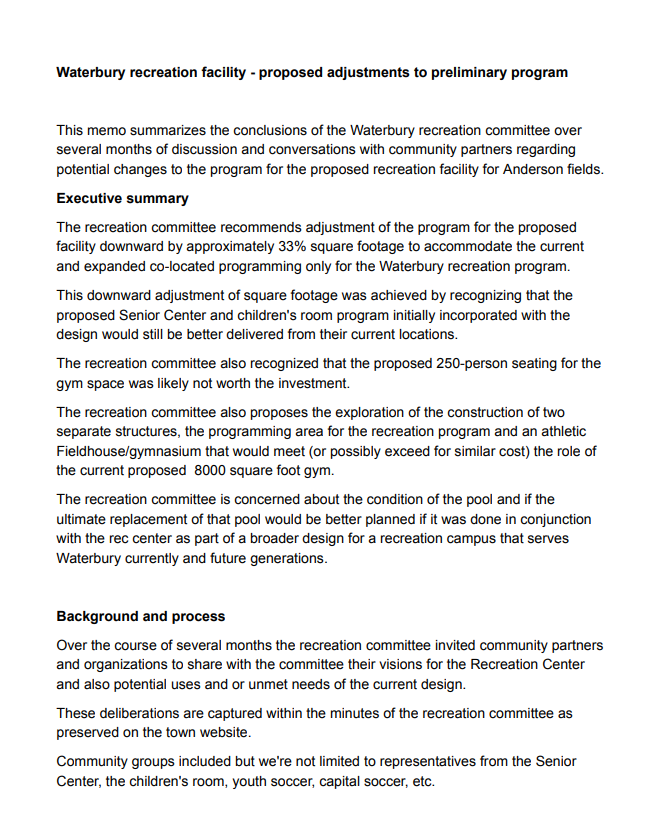 Waterbury recreation facility - proposed adjustments to preliminary program
This memo summarizes the conclusions of the Waterbury recreation committee over
several months of discussion and conversations with community partners regarding
potential changes to the program for the proposed recreation facility for Anderson fields.
Executive summary
The recreation committee recommends adjustment of the program for the proposed
facility downward by approximately 33% square footage to accommodate the current
and expanded co-located programming only for the Waterbury recreation program.
This downward adjustment of square footage was achieved by recognizing that the
proposed Senior Center and children's room program initially incorporated with the
design would still be better delivered from their current locations.
The recreation committee also recognized that the proposed 250-person seating for the
gym space was likely not worth the investment.
The recreation committee also proposes the exploration of the construction of two
separate structures, the programming area for the recreation program and an athletic
Fieldhouse/gymnasium that would meet (or possibly exceed for similar cost) the role of
the current proposed  8000 square foot gym.
The recreation committee is concerned about the condition of the pool and if the
ultimate replacement of that pool would be better planned if it was done in conjunction
with the rec center as part of a broader design for a recreation campus that serves
Waterbury currently and future generations.
Background and process
Over the course of several months the recreation committee invited community partners
and organizations to share with the committee their visions for the Recreation Center
and also potential uses and or unmet needs of the current design.
These deliberations are captured within the minutes of the recreation committee as
preserved on the town website.
Community groups included but we're not limited to representatives from the Senior
Center, the children's room, youth soccer, capital soccer, etc.